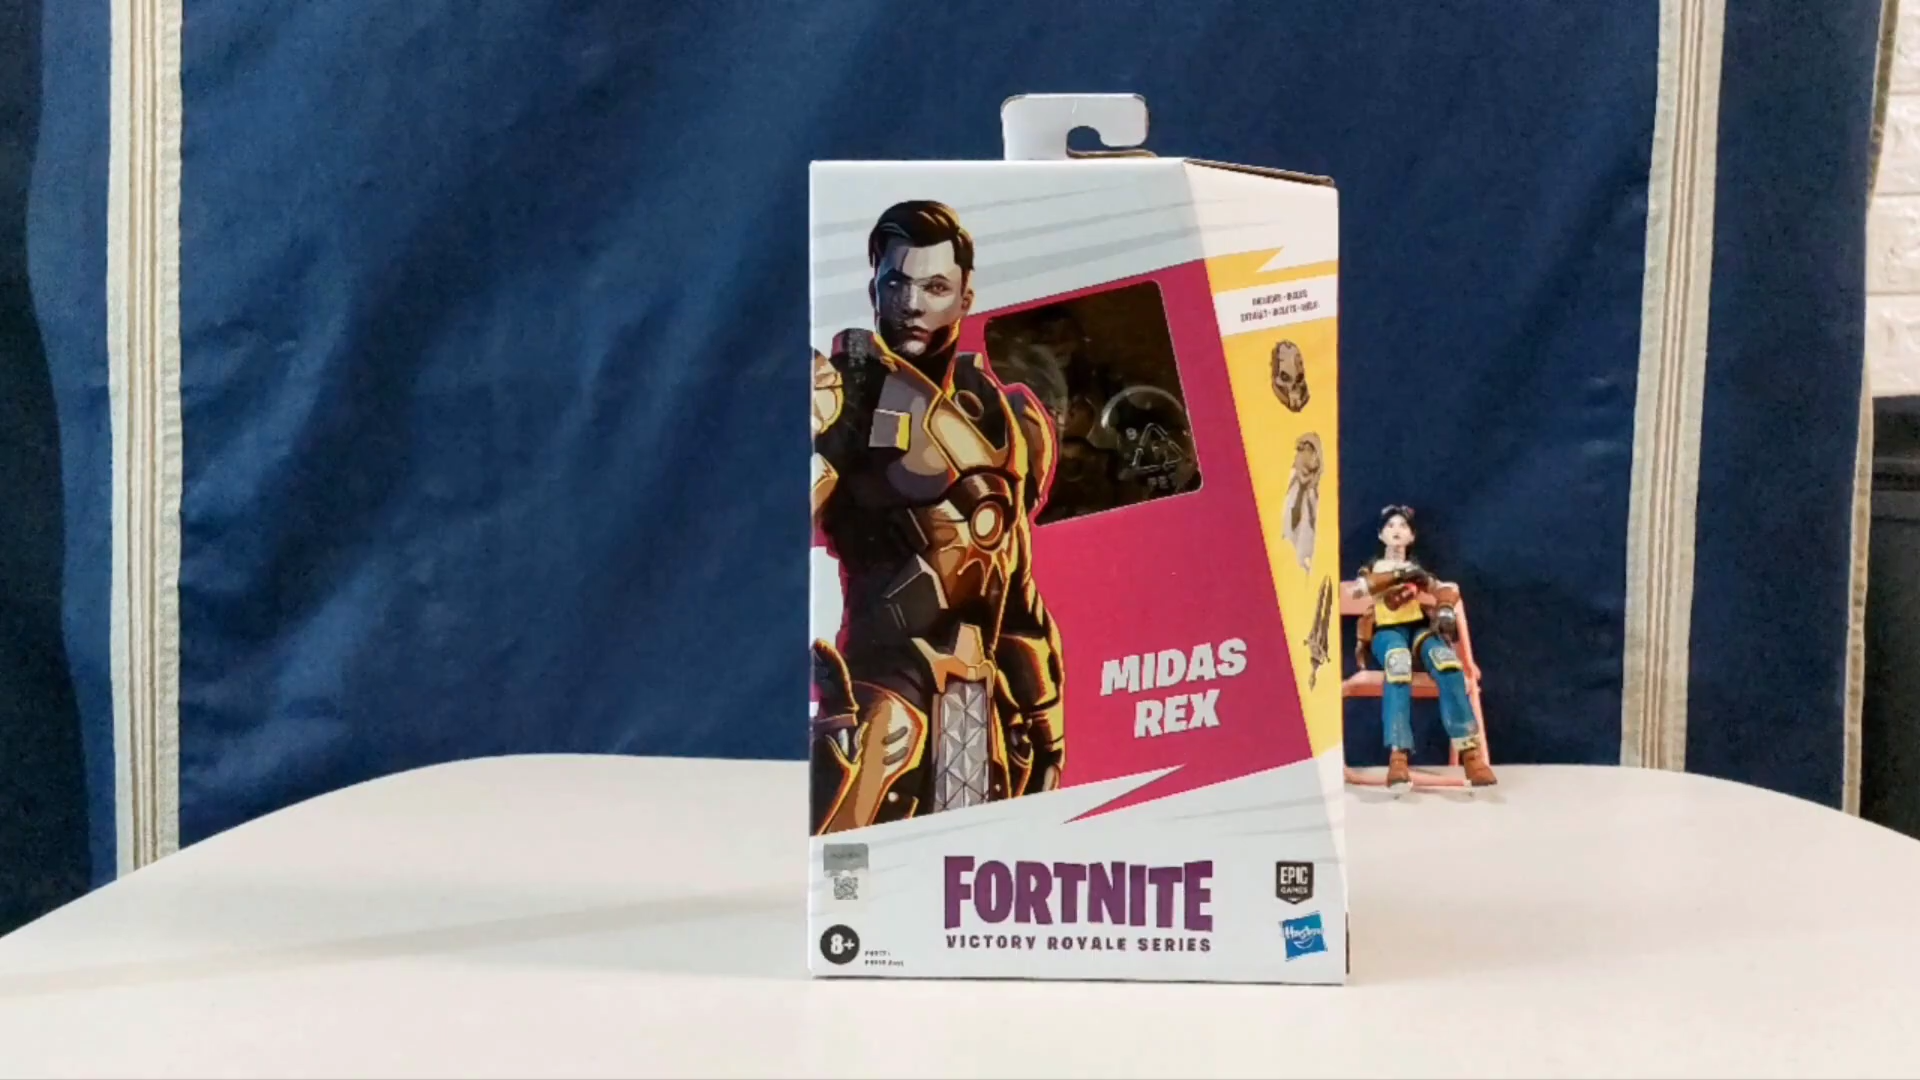 MIDAS
REX
FORTNITE
VICTORY ROYALE SERIES
EPIC
GAMES
Hasbro
8+